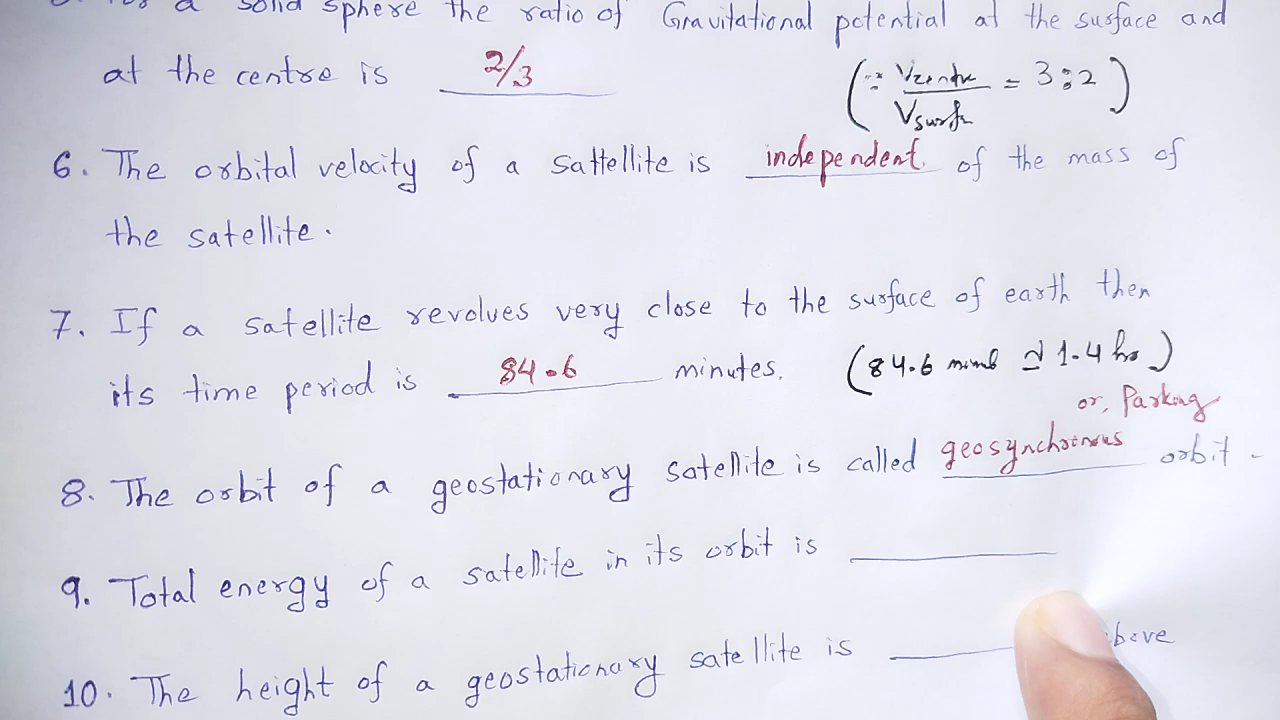 a solid sphere the ratio of Gravitational potential at the surface and
at the centre is 2/3 (∵ Vcentre / Vsurfa = 3:2)
6. The orbital velocity of a sattellite is independent. of the mass of
the satellite.
7. If a satellite revolves very close to the surface of earth then
its time period is 84.6 minutes. (84.6 min ≃ 1.4 hr)
or, Parking
8. The orbit of a geostationary satellite is called geosynchronous orbit.
9. Total energy of a satellite in its orbit is
10. The height of a geostationary satellite is